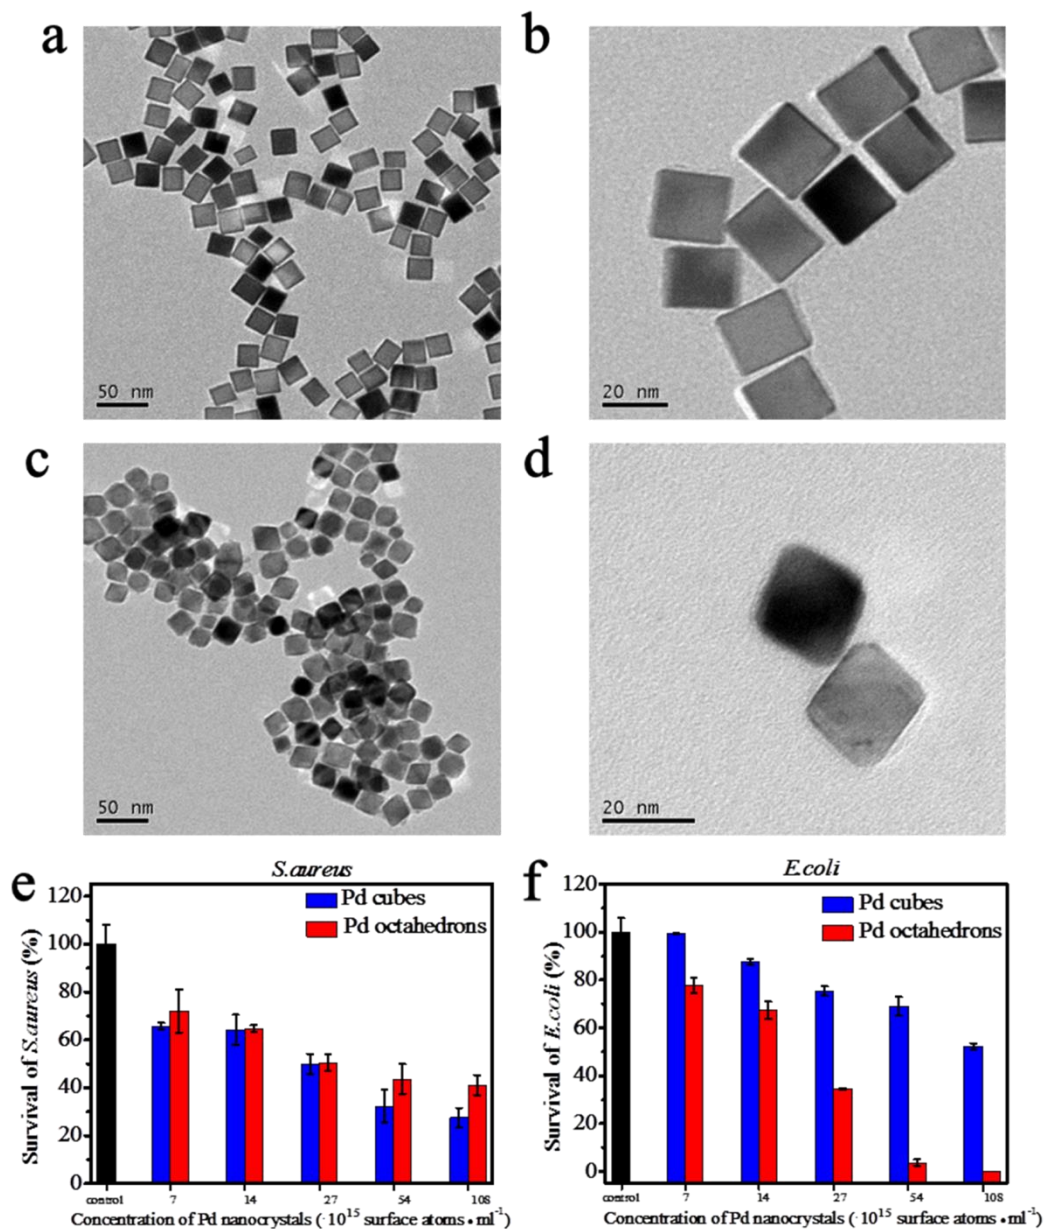 a
b
50 nm
20 nm
c
d
50 nm
20 nm
e
S.aureus
Pd cubes
Pd octahedrons
Survival of S.aureus (%)
120
100
80
60
40
20
0
control 7 14 27 54 108
Concentration of Pd nanocrystals (·10¹⁵ surface atoms•ml⁻¹)
f
E.coli
Pd cubes
Pd octahedrons
Survival of E.coli (%)
120
100
80
60
40
20
0
control 7 14 27 54 108
Concentration of Pd nanocrystals (·10¹⁵ surface atoms•ml⁻¹)